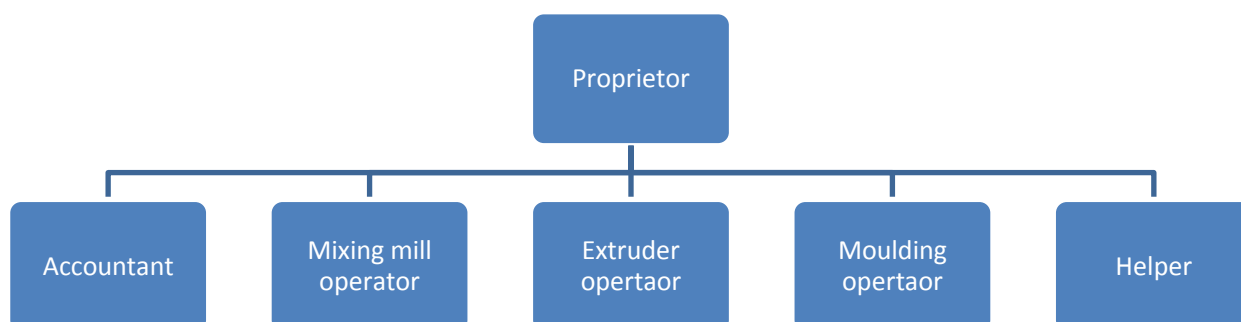 Proprietor
Accountant
Mixing mill
operator
Extruder
opertaor
Moulding
opertaor
Helper